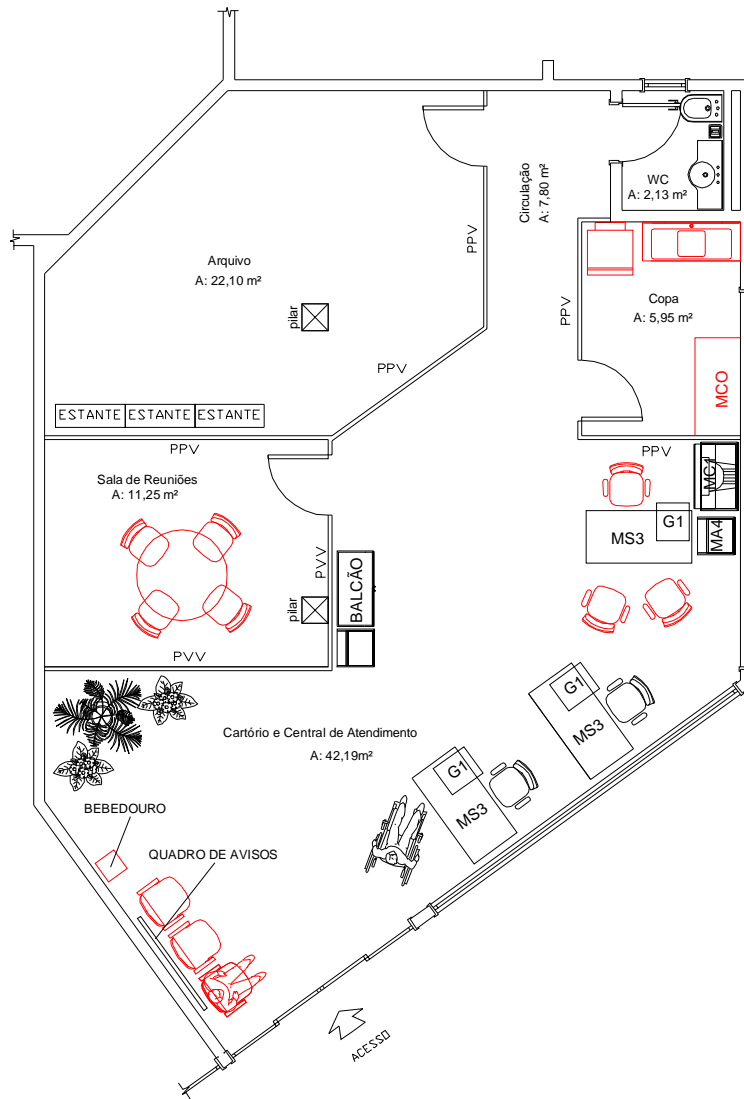 WC
A: 2,13 m²
Circulação
A: 7,80 m²
PPV
Arquivo
A: 22,10 m²
pilar
PPV
Copa
A: 5,95 m²
PPV
MCO
ESTANTE ESTANTE ESTANTE
PPV
PPV
Sala de Reuniões
A: 11,25 m²
MC1
G1
MS3
MA4
PVV
BALCÃO
pilar
PVV
G1
MS3
Cartório e Central de Atendimento
A: 42,19m²
G1
MS3
BEBEDOURO
QUADRO DE AVISOS
ACESSO